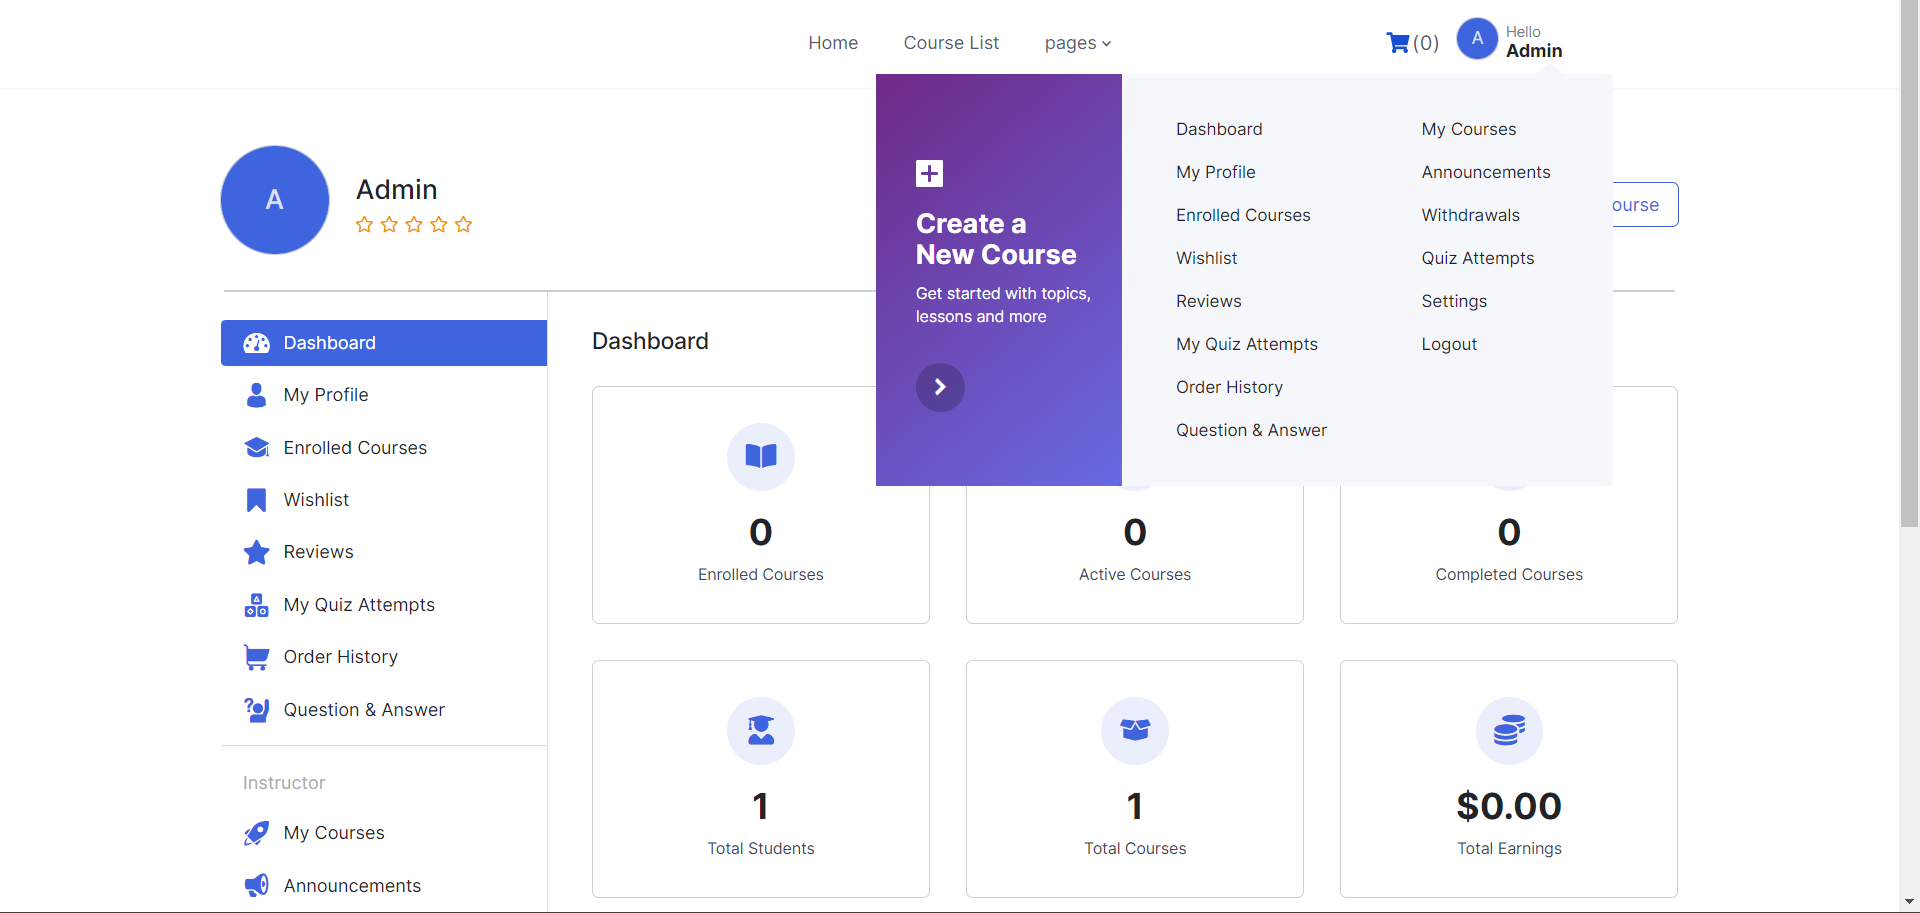 Home
Course List
pages
(0)
A
Hello
Admin
A
Admin
ourse
Create a
New Course
Get started with topics,
lessons and more
Dashboard
My Profile
Enrolled Courses
Wishlist
Reviews
My Quiz Attempts
Order History
Question & Answer
My Courses
Announcements
Withdrawals
Quiz Attempts
Settings
Logout
Dashboard
My Profile
Enrolled Courses
Wishlist
Reviews
My Quiz Attempts
Order History
Question & Answer
Instructor
My Courses
Announcements
Dashboard
0
Enrolled Courses
0
Active Courses
0
Completed Courses
1
Total Students
1
Total Courses
$0.00
Total Earnings